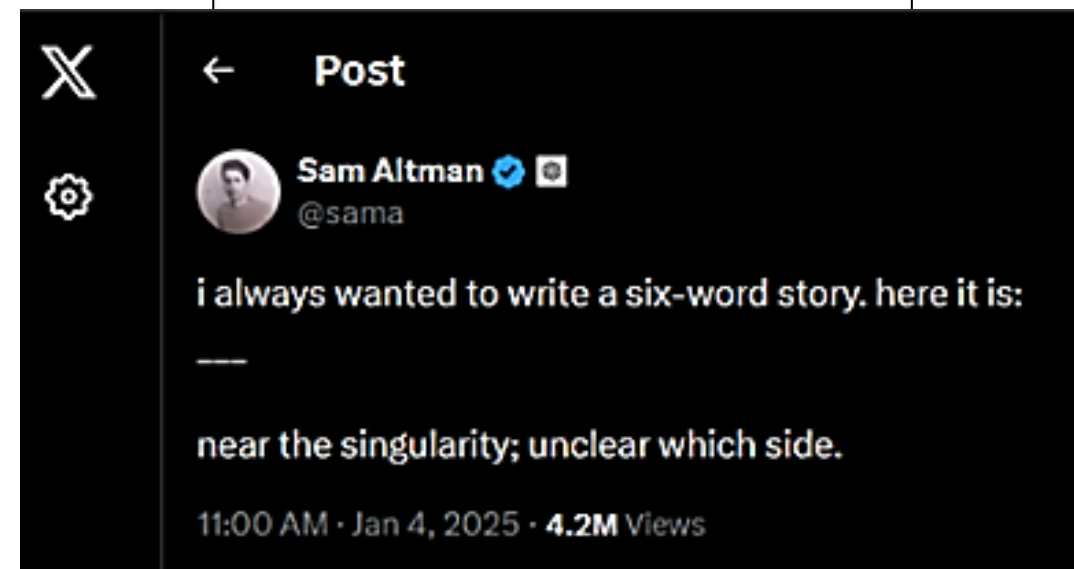 Post
Sam Altman
@sama
i always wanted to write a six-word story. here it is:
___
near the singularity; unclear which side.
11:00 AM · Jan 4, 2025 · 4.2M Views